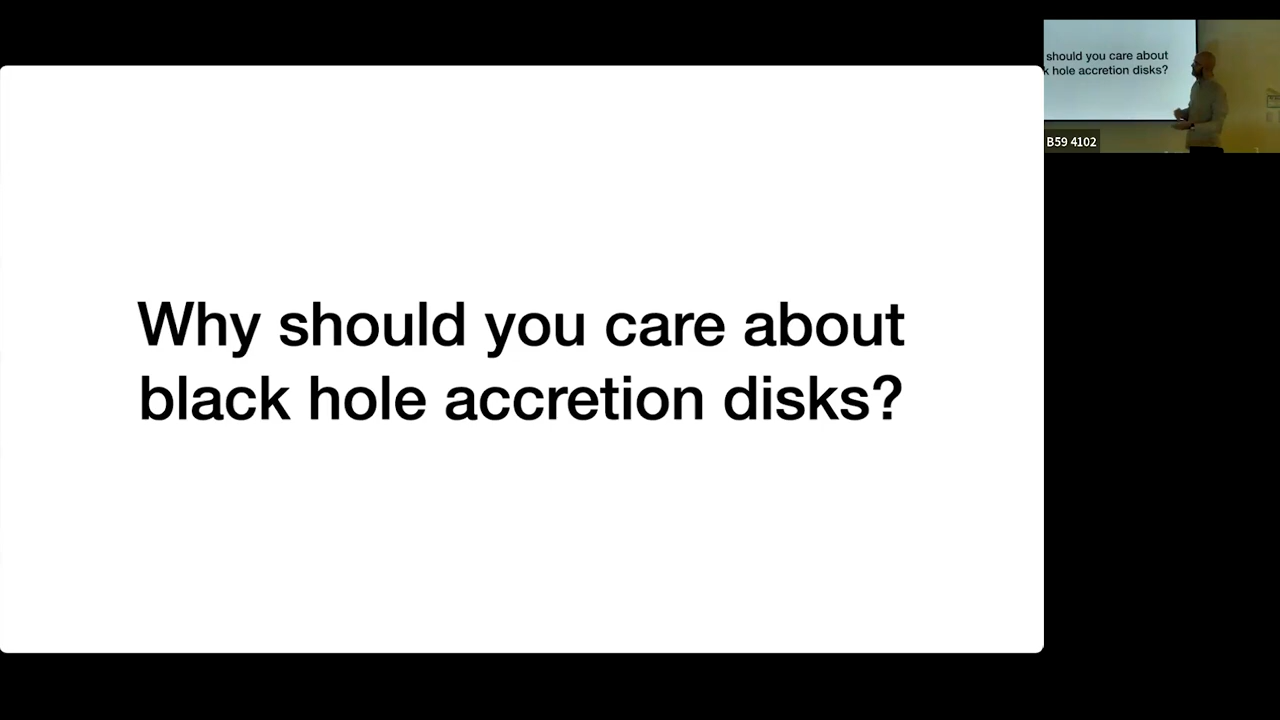 Why should you care about
black hole accretion disks?
should you care about
k hole accretion disks?
B59 4102